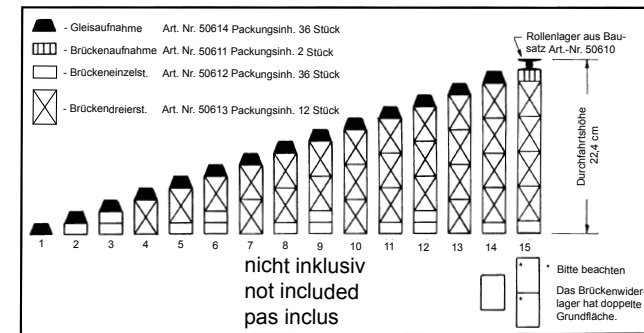 - Gleisaufnahme Art. Nr. 50614 Packungsinh. 36 Stück
- Brückenaufnahme Art. Nr. 50611 Packungsinh. 2 Stück
- Brückeneinzelst. Art. Nr. 50612 Packungsinh. 36 Stück
- Brückendreierst. Art. Nr. 50613 Packungsinh. 12 Stück
Rollenlager aus Bau-
satz Art.-Nr. 50610
Durchfahrtshöhe
22,4 cm
1 2 3 4 5 6 7 8 9 10 11 12 13 14 15
nicht inklusiv
not included
pas inclus
* * Bitte beachten
* Das Brückenwider-
lager hat doppelte
Grundfläche.